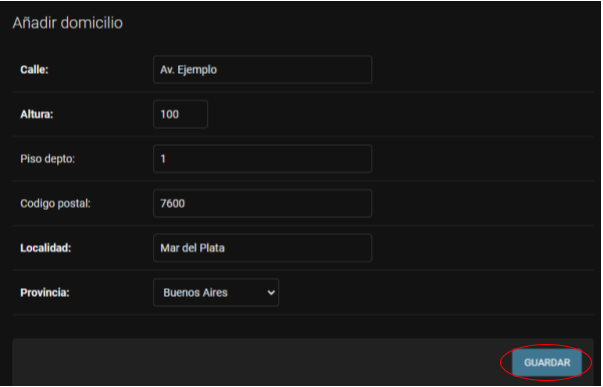 Añadir domicilio
Calle: Av. Ejemplo
Altura: 100
Piso depto: 1
Codigo postal: 7600
Localidad: Mar del Plata
Provincia: Buenos Aires
GUARDAR